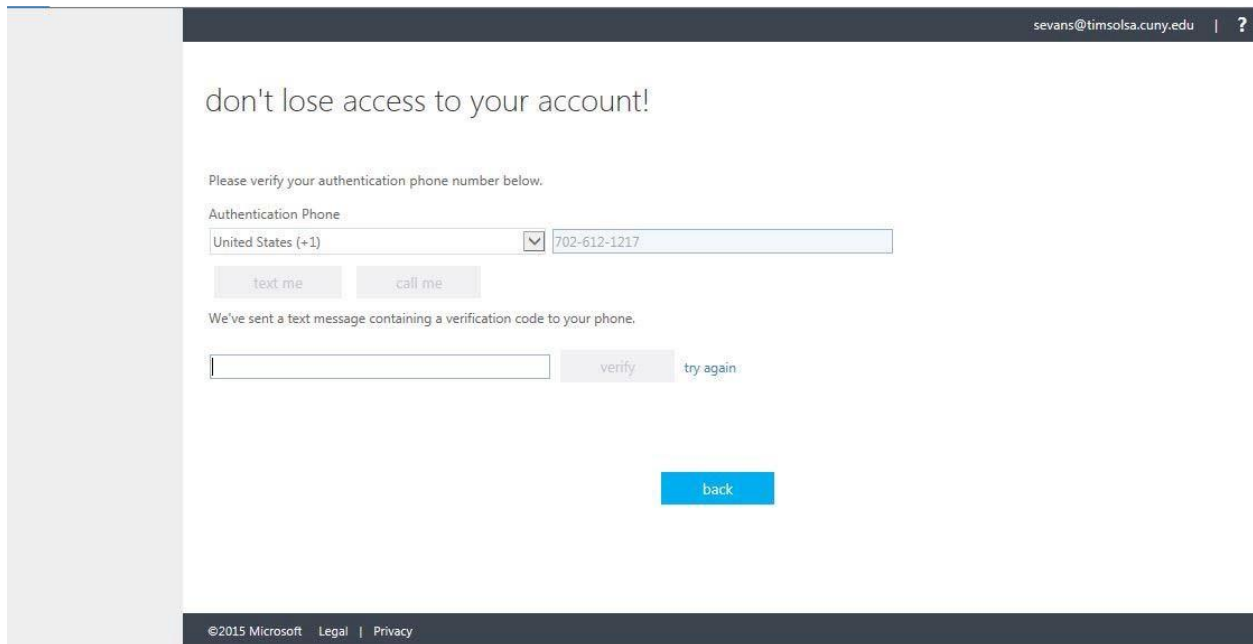 sevans@timsolsa.cuny.edu | ?
don't lose access to your account!
Please verify your authentication phone number below.
Authentication Phone
United States (+1) 702-612-1217
text me call me
We've sent a text message containing a verification code to your phone.
verify try again
back
©2015 Microsoft Legal | Privacy